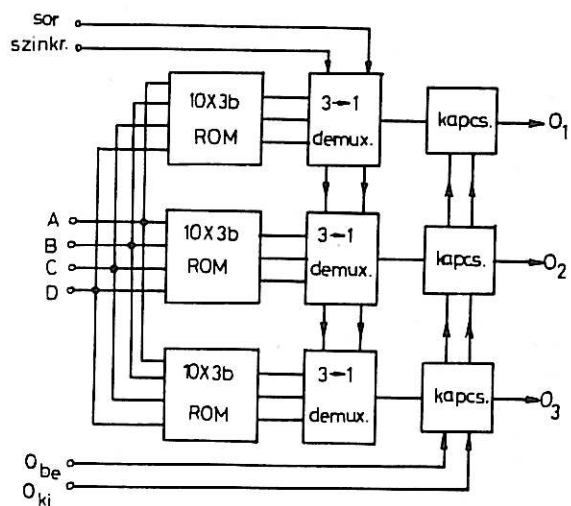 sor
szinkr.
10X3b
ROM
3→1
demux.
kapcs.
O1
A
B
C
D
10X3b
ROM
3→1
demux.
kapcs.
O2
10X3b
ROM
3→1
demux.
kapcs.
O3
Obe
Oki